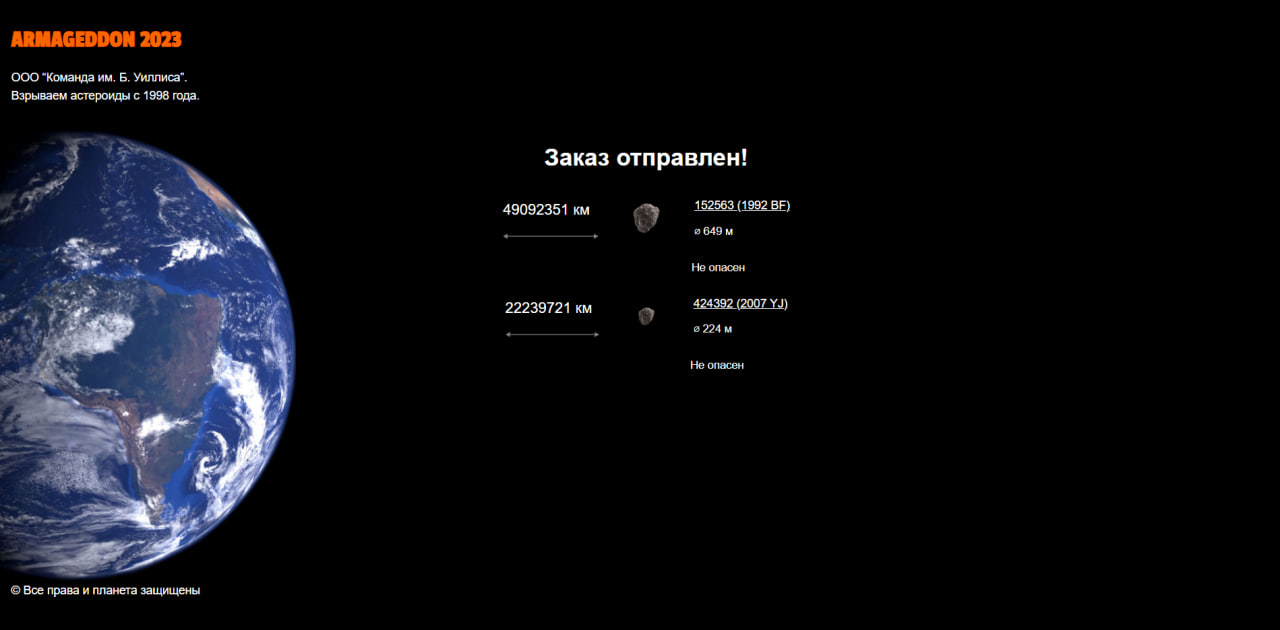 ARMAGEDDON 2023
ООО “Команда им. Б. Уиллиса”.
Взрываем астероиды с 1998 года.
Заказ отправлен!
49092351 км
152563 (1992 BF)
⌀ 649 м
Не опасен
22239721 км
424392 (2007 YJ)
⌀ 224 м
Не опасен
© Все права и планета защищены